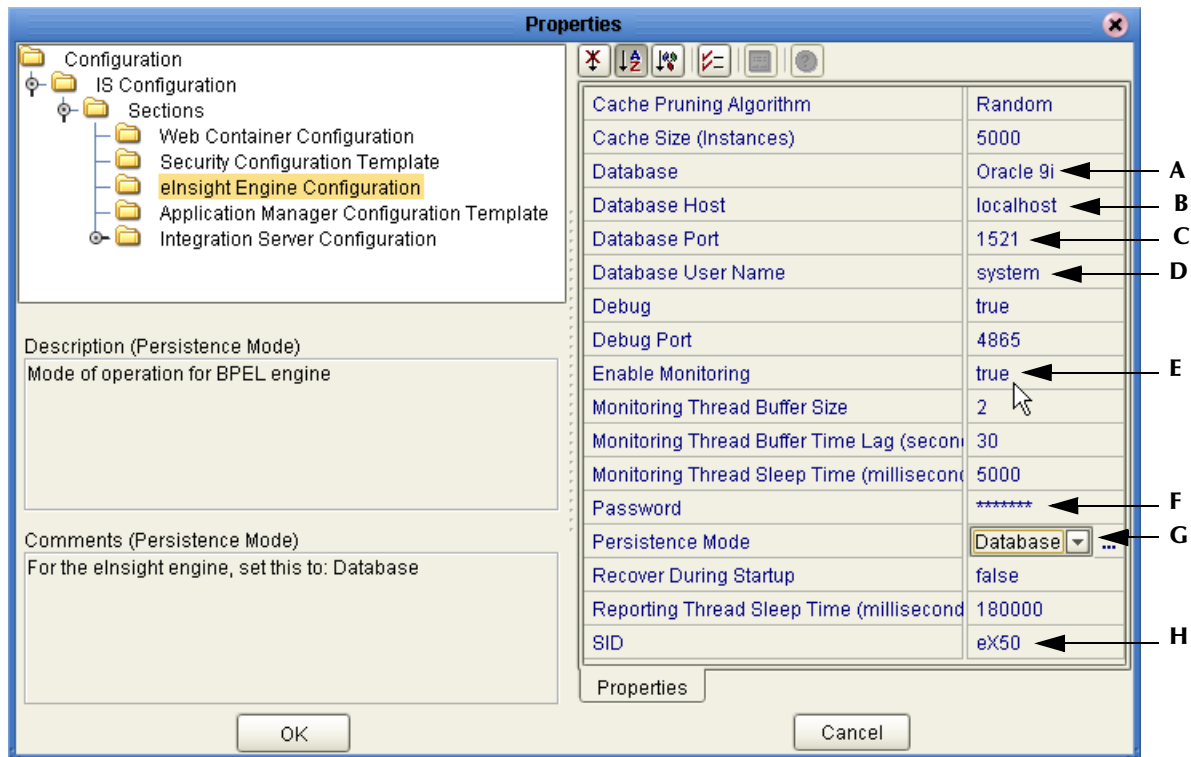 Properties
Configuration
IS Configuration
Sections
Web Container Configuration
Security Configuration Template
eInsight Engine Configuration
Application Manager Configuration Template
Integration Server Configuration
Description (Persistence Mode)
Mode of operation for BPEL engine
Comments (Persistence Mode)
For the eInsight engine, set this to: Database
OK
Cache Pruning Algorithm Random
Cache Size (Instances) 5000
Database Oracle 9i A
Database Host localhost B
Database Port 1521 C
Database User Name system D
Debug true
Debug Port 4865
Enable Monitoring true E
Monitoring Thread Buffer Size 2
Monitoring Thread Buffer Time Lag (secon 30
Monitoring Thread Sleep Time (millisecon 5000
Password ******* F
Persistence Mode Database ... G
Recover During Startup false
Reporting Thread Sleep Time (millisecond 180000
SID eX50 H
Properties
Cancel